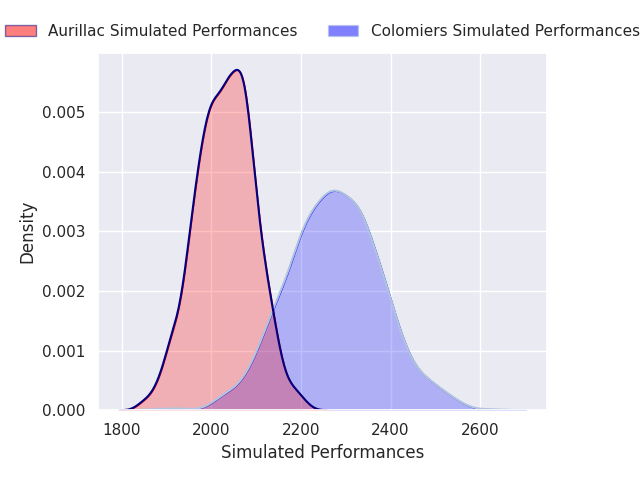 Aurillac Simulated Performances
Colomiers Simulated Performances
Density
0.005
0.004
0.003
0.002
0.001
0.000
1800
2000
2200
2400
2600
Simulated Performances